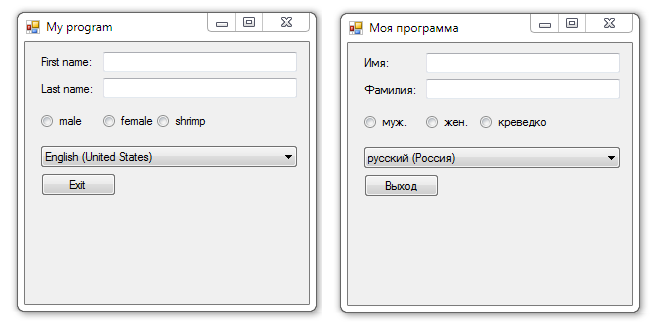 My program
First name:
Last name:
male female shrimp
English (United States)
Exit
Моя программа
Имя:
Фамилия:
муж. жен. креведко
русский (Россия)
Выход